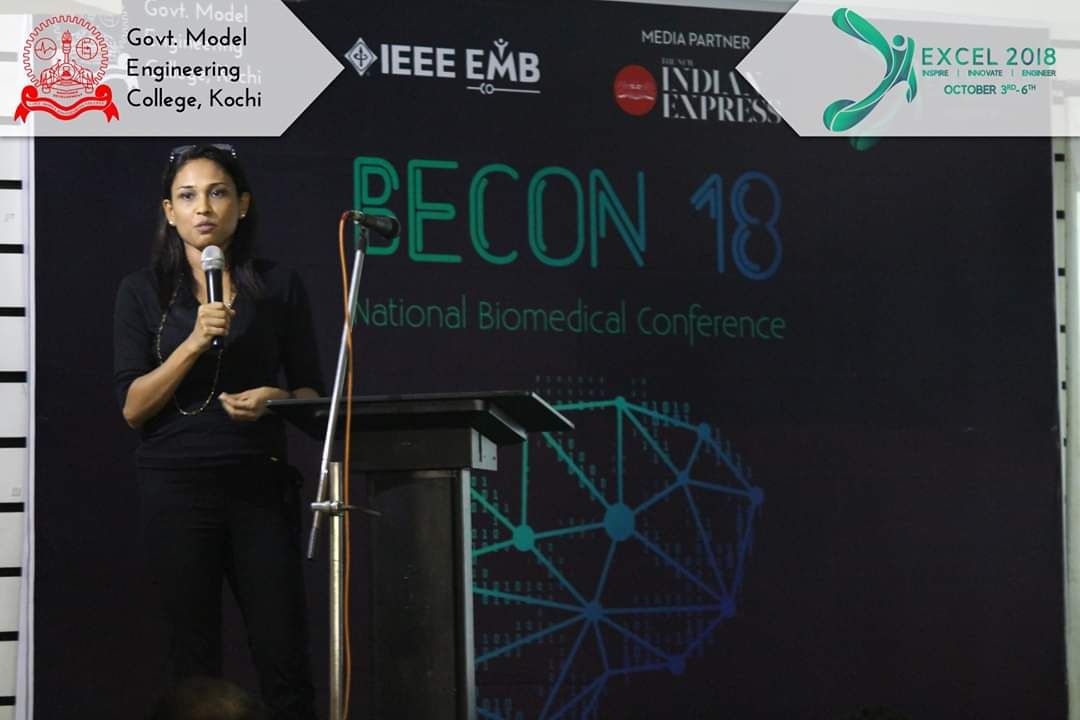 Govt. Model
Engineering
College, Kochi
IEEE EMB
MEDIA PARTNER
THE NEW
INDIAN
EXPRESS
EXCEL 2018
INSPIRE | INNOVATE | ENGINEER
OCTOBER 3RD-6TH
BECON 18
National Biomedical Conference